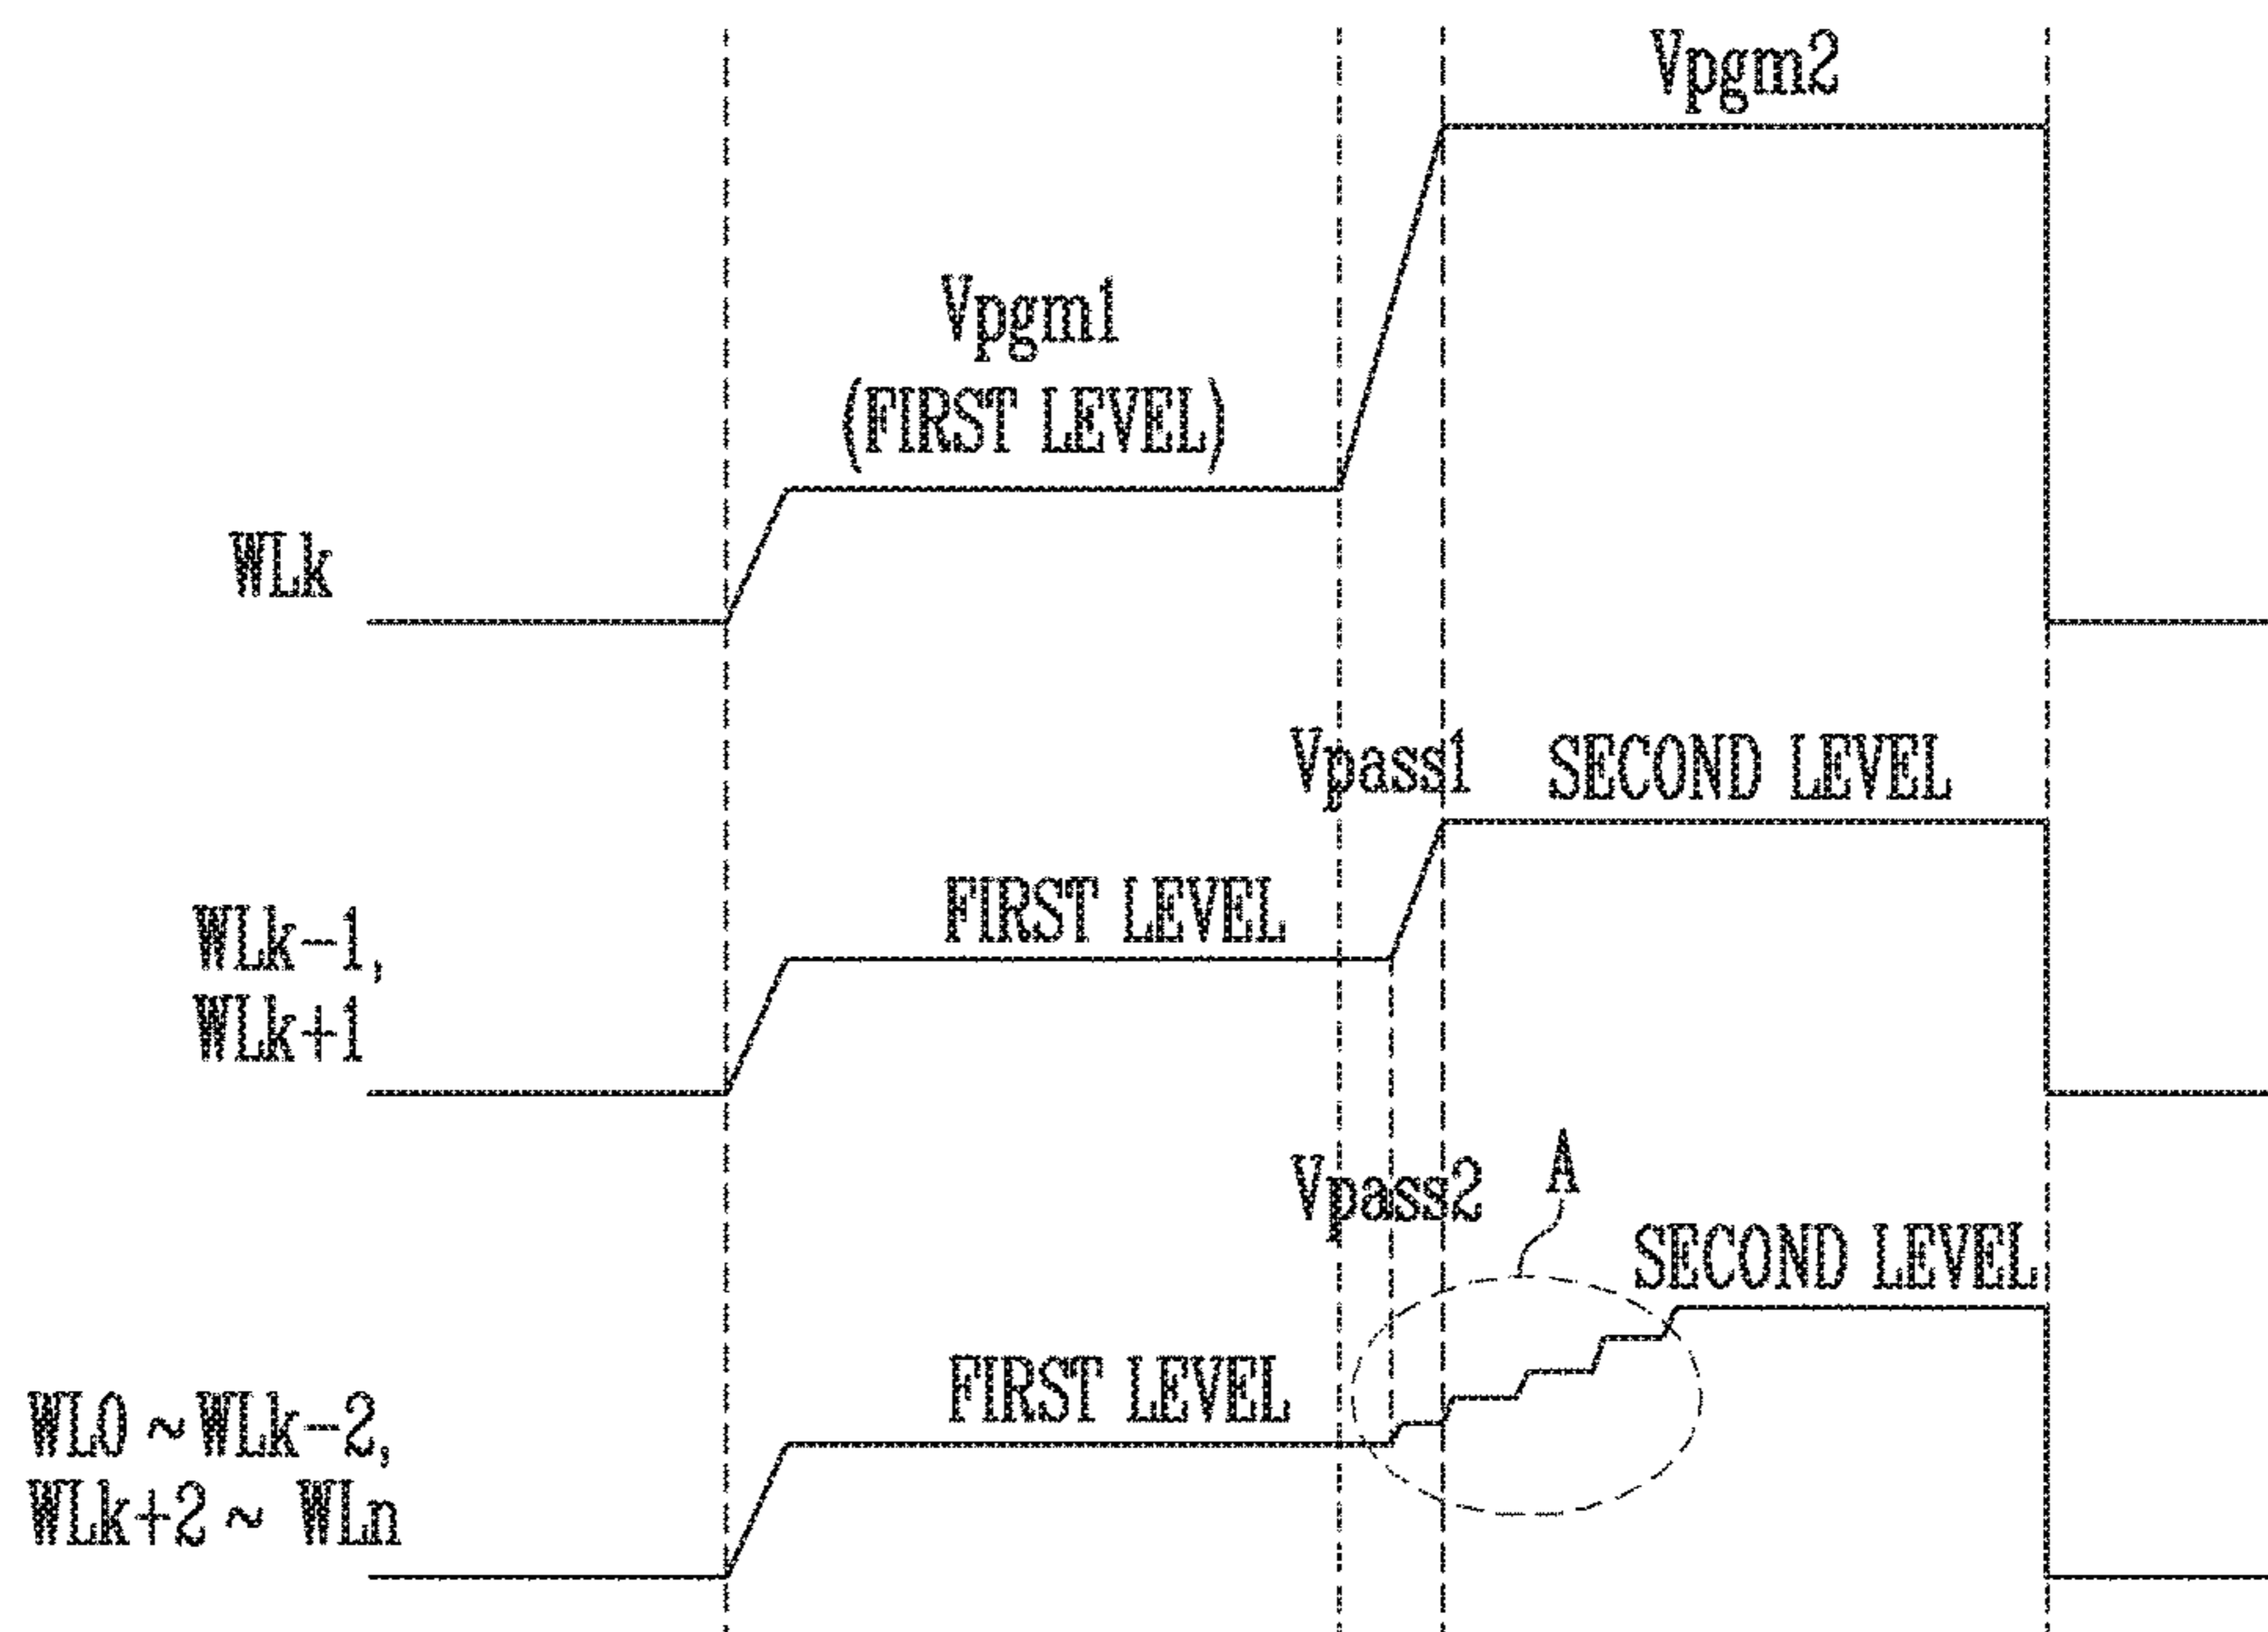 Vpgm2
Vpgm1
(FIRST LEVEL)
WLk
Vpass1 SECOND LEVEL
FIRST LEVEL
WLk-1,
WLk+1
Vpass2 A
SECOND LEVEL
FIRST LEVEL
WL0 ~ WLk-2,
WLk+2 ~ WLn